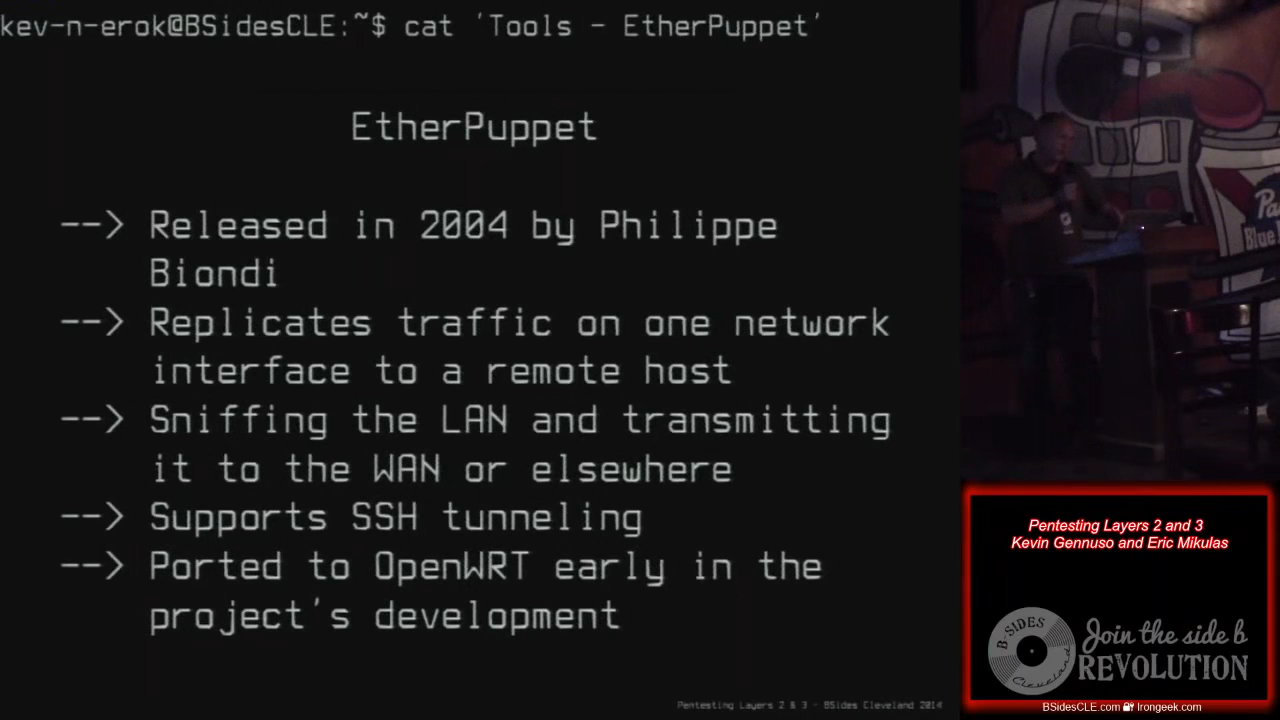 kev-n-erok@BSidesCLE:~$ cat 'Tools - EtherPuppet'
EtherPuppet
--> Released in 2004 by Philippe
Biondi
--> Replicates traffic on one network
interface to a remote host
--> Sniffing the LAN and transmitting
it to the WAN or elsewhere
--> Supports SSH tunneling
--> Ported to OpenWRT early in the
project's development
Pentesting Layers 2 & 3 - BSides Cleveland 2014
Blue
Pentesting Layers 2 and 3
Kevin Gennuso and Eric Mikulas
B-SIDES
Cleveland
Join the side b
REVOLUTION
BSidesCLE.com Irongeek.com